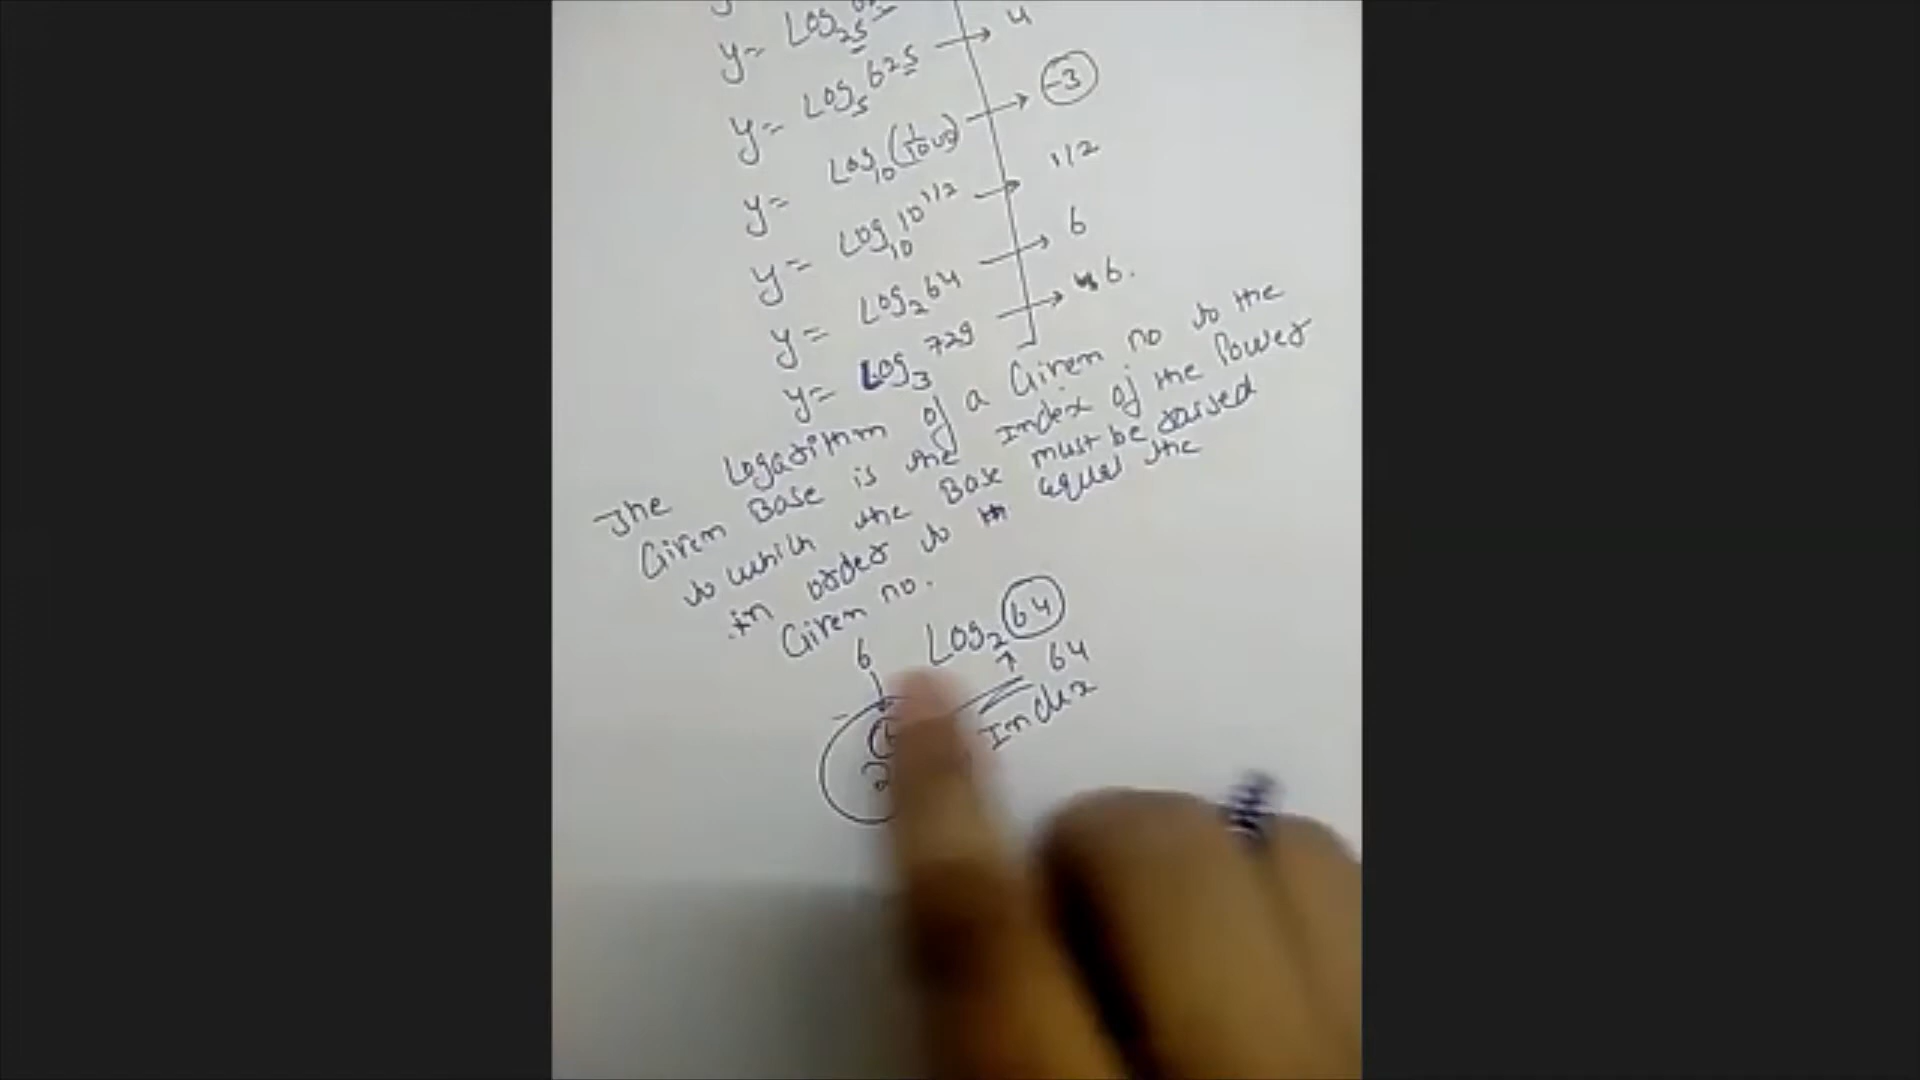 y= Log₂₅
y= Log₅ 625 → 4
y= Log₁₀ (1/1000) → -3
y= Log₁₀ 10^1/2 → 1/2
y= Log₂ 64 → 6
y= Log₃ 729 → 6.
The Logarithm of a Given no to the
Given Base is the Index of the Power
to which the Base must be raised
in order to equal the
Given no.
6 Log₂ 64
64
Index
2